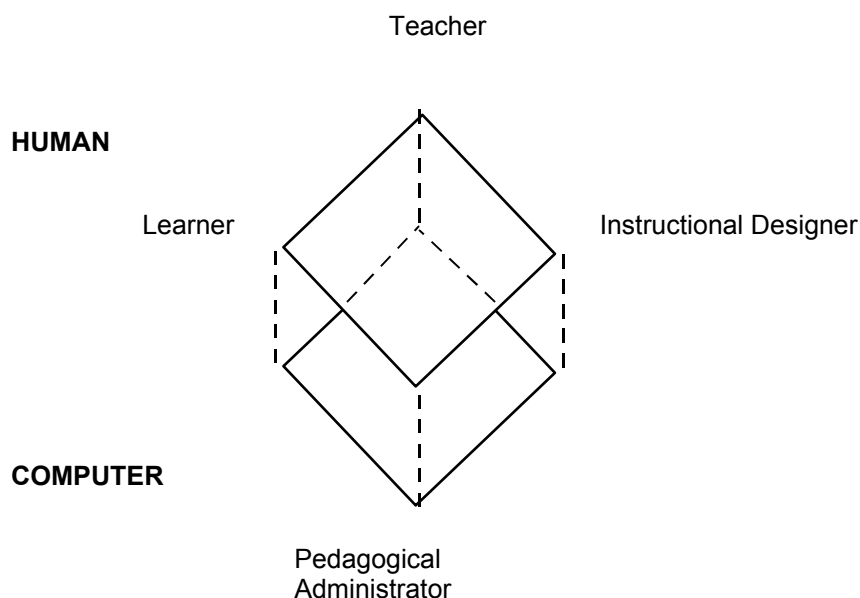 Teacher
HUMAN
Learner
Instructional Designer
COMPUTER
Pedagogical
Administrator